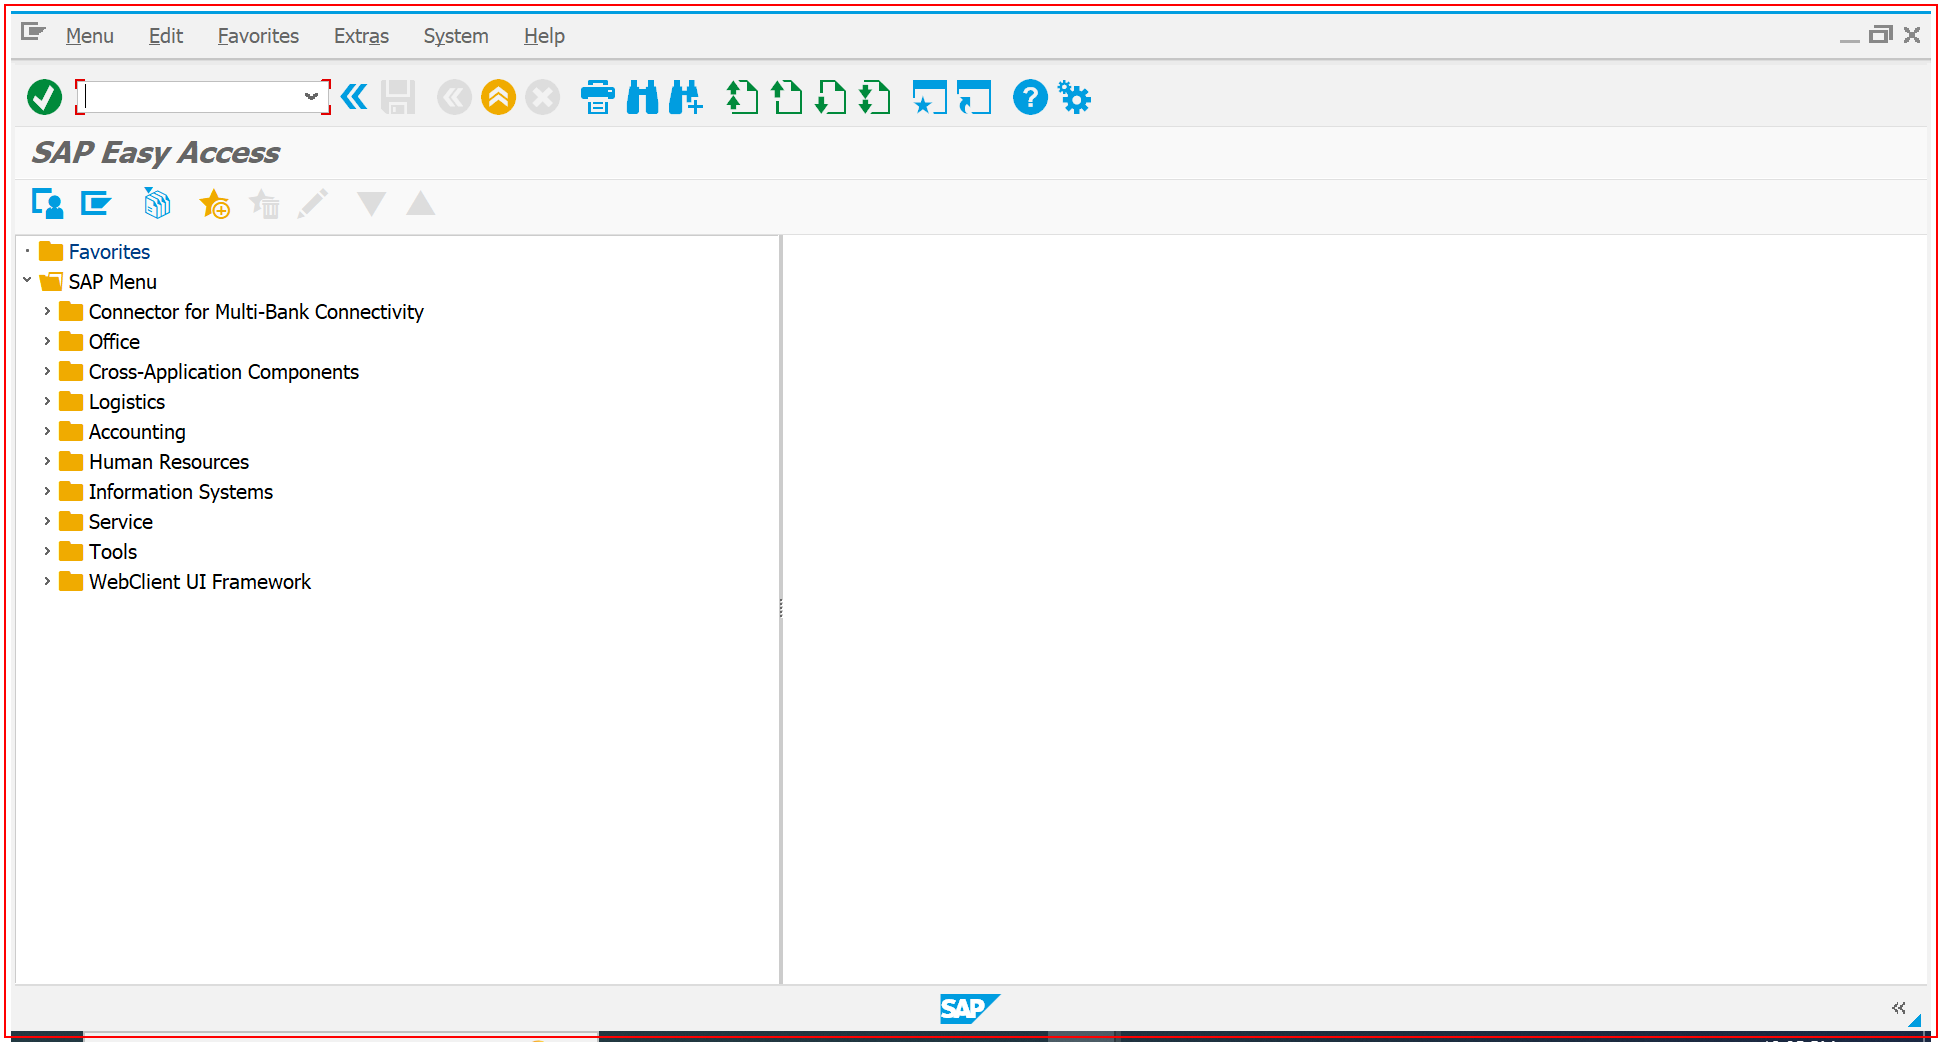 Menu Edit Favorites Extras System Help
SAP Easy Access
Favorites
SAP Menu
Connector for Multi-Bank Connectivity
Office
Cross-Application Components
Logistics
Accounting
Human Resources
Information Systems
Service
Tools
WebClient UI Framework
SAP